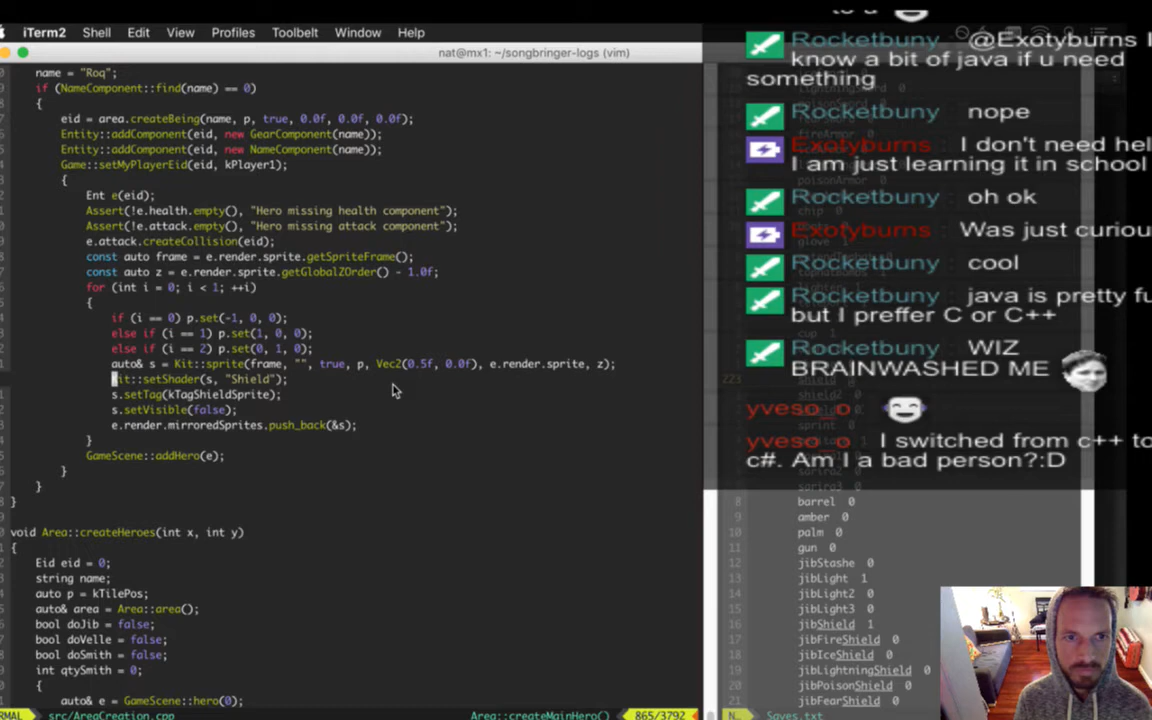 iTerm2 Shell Edit View Profiles Toolbelt Window Help
nat@mx1: ~/songbringer-logs (vim)
name = "Roq";
if (NameComponent::find(name) == 0)
{
eid = area.createBeing(name, p, true, 0.0f, 0.0f, 0.0f);
Entity::addComponent(eid, new GearComponent(name));
Entity::addComponent(eid, new NameComponent(name));
Game::setMyPlayerEid(eid, kPlayer1);
{
Ent e(eid);
Assert(!e.health.empty(), "Hero missing health component");
Assert(!e.attack.empty(), "Hero missing attack component");
e.attack.createCollision(eid);
const auto frame = e.render.sprite.getSpriteFrame();
const auto z = e.render.sprite.getGlobalZOrder() - 1.0f;
for (int i = 0; i < 1; ++i)
{
if (i == 0) p.set(-1, 0, 0);
else if (i == 1) p.set(1, 0, 0);
else if (i == 2) p.set(0, 1, 0);
auto& s = Kit::sprite(frame, "", true, p, Vec2(0.5f, 0.0f), e.render.sprite, z);
Kit::setShader(s, "Shield");
s.setTag(kTagShieldSprite);
s.setVisible(false);
e.render.mirroredSprites.push_back(&s);
}
GameScene::addHero(e);
}
}
}
void Area::createHeroes(int x, int y)
{
Eid eid = 0;
string name;
auto p = kTilePos;
auto& area = Area::area();
bool doJib = false;
bool doVelle = false;
bool doSmith = false;
int qtySmith = 0;
{
auto& e = GameScene::hero(0);
RMAL src/AreaCreation.cpp Area::createMainHero() 865/3792
to a
Rocketbuny : @Exotyburns I
know a bit of java if u need
something
Rocketbuny : nope
Exotyburns : I don't need hel
I am just learning it in school
Rocketbuny : oh ok
Exotyburns : Was just curiou
Rocketbuny : cool
Rocketbuny : java is pretty fu
but I preffer C or C++
Rocketbuny : WIZ
BRAINWASHED ME
yveso_o :
yveso_o : I switched from c++ to
c#. Am I a bad person?:D
8 barrel 0
9 amber 0
10 palm 0
11 gun 0
12 jibStashe 0
13 jibLight 1
14 jibLight2 0
15 jibLight3 0
16 jibShield 1
17 jibFireShield 0
18 jibIceShield 0
19 jibLightningShield 0
20 jibPoisonShield 0
21 jibFearShield 0
N… Saves.txt